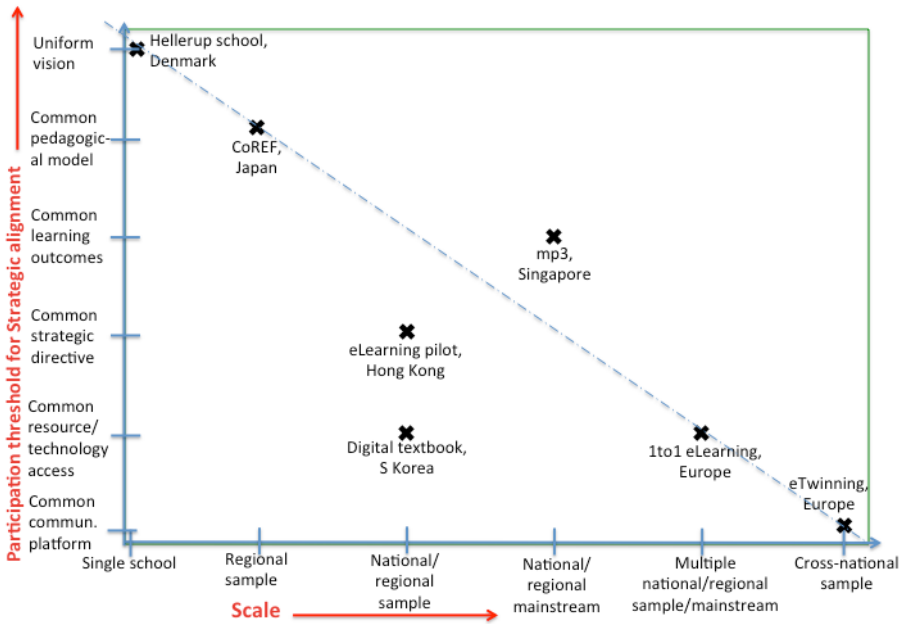 Participation threshold for Strategic alignment
Uniform
vision
Common
pedagogic-
al model
Common
learning
outcomes
Common
strategic
directive
Common
resource/
technology
access
Common
commun.
platform
Hellerup school,
Denmark
CoREF,
Japan
mp3,
Singapore
eLearning pilot,
Hong Kong
Digital textbook,
S Korea
1to1 eLearning,
Europe
eTwinning,
Europe
Single school
Regional
sample
National/
regional
sample
National/
regional
mainstream
Multiple
national/regional
sample/mainstream
Cross-national
sample
Scale